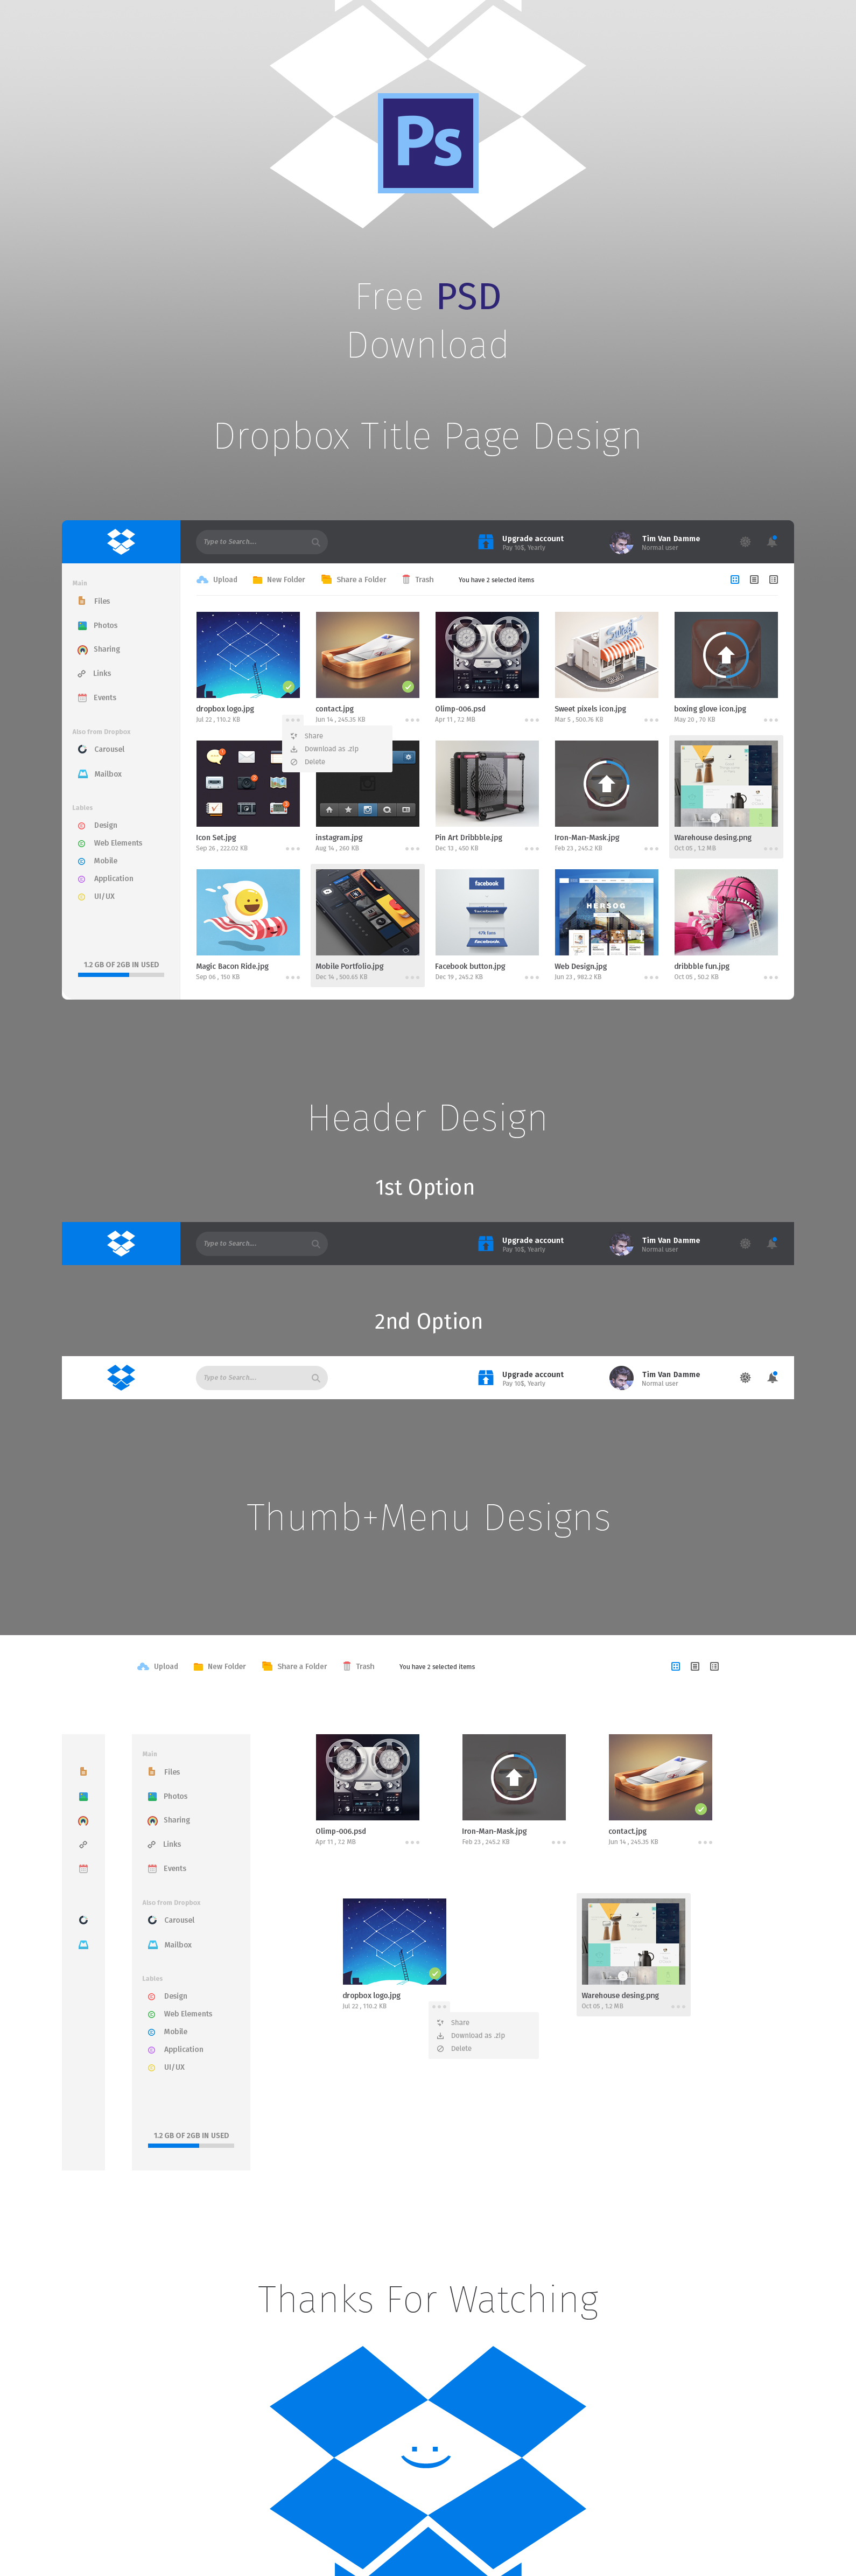 Ps
Free PSD
Download
Dropbox Title Page Design
Type to Search....
Upgrade account
Pay 10$, Yearly
Tim Van Damme
Normal user
Main
Files
Photos
Sharing
Links
Events
Also from Dropbox
Carousel
Mailbox
Lables
Design
Web Elements
Mobile
Application
UI/UX
1.2 GB OF 2GB IN USED
Upload
New Folder
Share a Folder
Trash
You have 2 selected items
dropbox logo.jpg
Jul 22 , 110.2 KB
contact.jpg
Jun 14 , 245.35 KB
Olimp-006.psd
Apr 11 , 7.2 MB
Sweet pixels icon.jpg
Mar 5 , 500.76 KB
boxing glove icon.jpg
May 20 , 70 KB
Share
Download as .zip
Delete
Icon Set.jpg
Sep 26 , 222.02 KB
instagram.jpg
Aug 14 , 260 KB
Pin Art Dribbble.jpg
Dec 13 , 450 KB
Iron-Man-Mask.jpg
Feb 23 , 245.2 KB
Warehouse desing.png
Oct 05 , 1.2 MB
facebook
Facebook.
HERSOG
Magic Bacon Ride.jpg
Sep 06 , 150 KB
Mobile Portfolio.jpg
Dec 14 , 500.65 KB
Facebook button.jpg
Dec 19 , 245.2 KB
Web Design.jpg
Jun 23 , 982.2 KB
dribbble fun.jpg
Oct 05 , 50.2 KB
Header Design
1st Option
Type to Search....
Upgrade account
Pay 10$, Yearly
Tim Van Damme
Normal user
2nd Option
Type to Search....
Upgrade account
Pay 10$, Yearly
Tim Van Damme
Normal user
Thumb+Menu Designs
Upload
New Folder
Share a Folder
Trash
You have 2 selected items
Main
Files
Photos
Sharing
Links
Events
Also from Dropbox
Carousel
Mailbox
Lables
Design
Web Elements
Mobile
Application
UI/UX
1.2 GB OF 2GB IN USED
Olimp-006.psd
Apr 11 , 7.2 MB
Iron-Man-Mask.jpg
Feb 23 , 245.2 KB
contact.jpg
Jun 14 , 245.35 KB
dropbox logo.jpg
Jul 22 , 110.2 KB
Share
Download as .zip
Delete
Warehouse desing.png
Oct 05 , 1.2 MB
Thanks For Watching